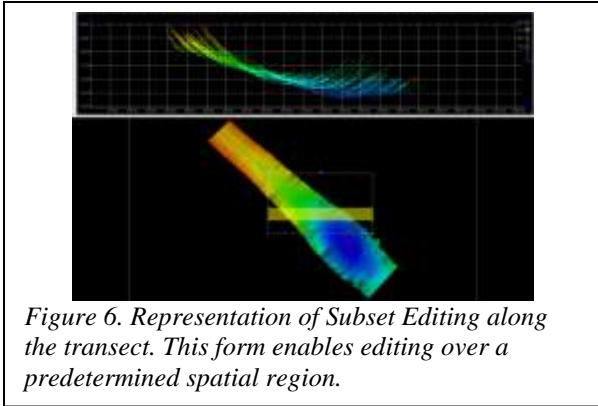 Figure 6. Representation of Subset Editing along
the transect. This form enables editing over a
predetermined spatial region.